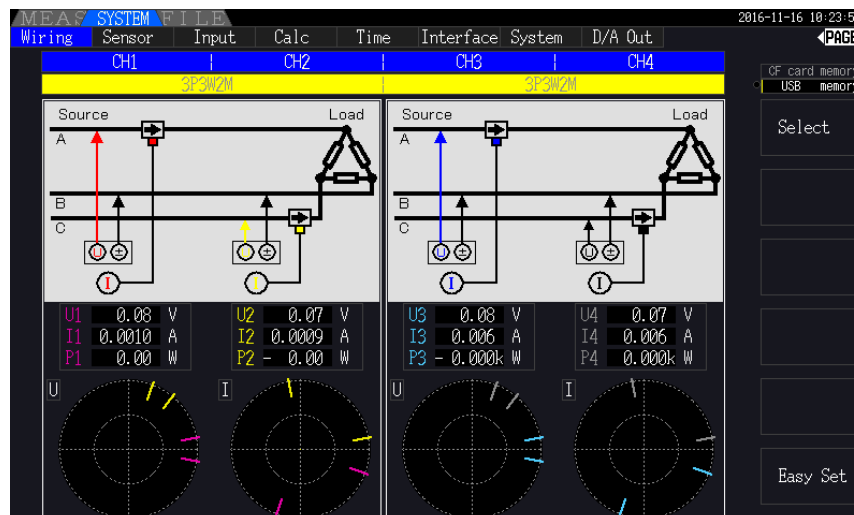 MEAS SYSTEM FILE 2016-11-16 10:23:5
Wiring Sensor Input Calc Time Interface System D/A Out PAGE
CH1 CH2 CH3 CH4
3P3W2M 3P3W2M
CF card memory
USB memory
Select
Source Load Source Load
A A
B B
C C
U ± U ± U ± U ±
I I I I
U1 0.08 V U2 0.07 V U3 0.08 V U4 0.07 V
I1 0.0010 A I2 0.0009 A I3 0.006 A I4 0.006 A
P1 0.00 W P2 - 0.00 W P3 - 0.000k W P4 0.000k W
U I U I
Easy Set